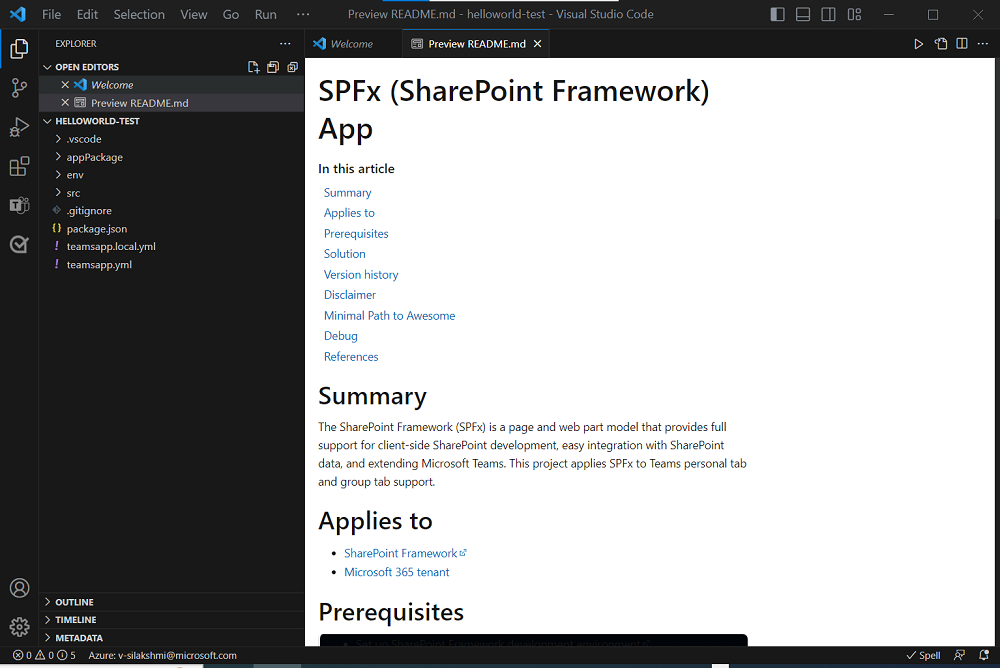 File Edit Selection View Go Run ··· Preview README.md - helloworld-test - Visual Studio Code
EXPLORER
OPEN EDITORS
Welcome
Preview README.md
HELLOWORLD-TEST
.vscode
appPackage
env
src
.gitignore
{} package.json
! teamsapp.local.yml
! teamsapp.yml
OUTLINE
TIMELINE
METADATA
Welcome
Preview README.md
SPFx (SharePoint Framework)
App
In this article
Summary
Applies to
Prerequisites
Solution
Version history
Disclaimer
Minimal Path to Awesome
Debug
References
Summary
The SharePoint Framework (SPFx) is a page and web part model that provides full
support for client-side SharePoint development, easy integration with SharePoint
data, and extending Microsoft Teams. This project applies SPFx to Teams personal tab
and group tab support.
Applies to
• SharePoint Framework
• Microsoft 365 tenant
Prerequisites
0 0 5 Azure: v-silakshmi@microsoft.com Spell